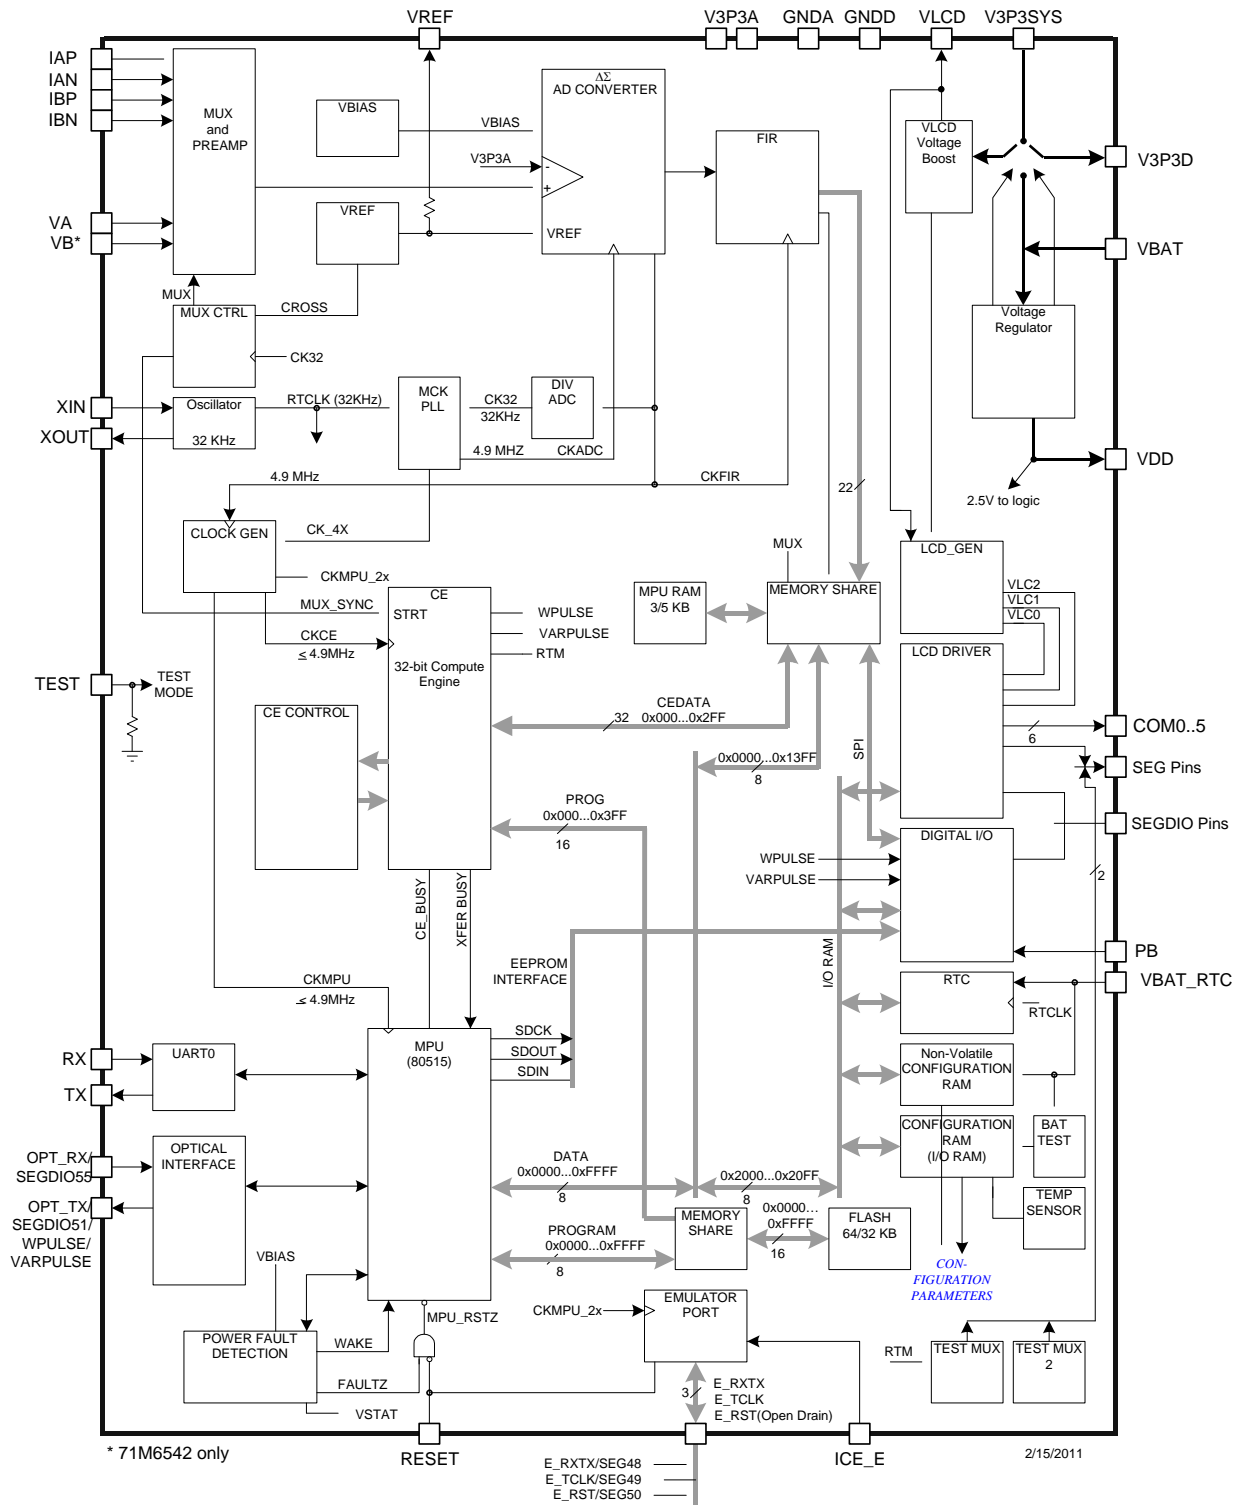 VREF
V3P3A
GNDA
GNDD
VLCD
V3P3SYS
IAP
IAN
IBP
IBN
MUX
and
PREAMP
VBIAS
VBIAS
ΔΣ
AD CONVERTER
V3P3A
-
+
FIR
VLCD
Voltage
Boost
V3P3D
VA
VB*
VREF
VREF
VBAT
MUX
MUX CTRL
CROSS
CK32
Voltage
Regulator
XIN
XOUT
Oscillator
32 KHz
RTCLK (32KHz)
MCK
PLL
CK32
32KHz
DIV
ADC
4.9 MHZ
CKADC
4.9 MHz
CKFIR
22
VDD
2.5V to logic
CLOCK GEN
CK_4X
CKMPU_2x
MUX
LCD_GEN
VLC2
VLC1
VLC0
MUX_SYNC
CKCE
≤ 4.9MHz
CE
STRT
32-bit Compute
Engine
WPULSE
VARPULSE
RTM
MPU RAM
3/5 KB
MEMORY SHARE
LCD DRIVER
TEST
TEST
MODE
CE CONTROL
CEDATA
32
0x000...0x2FF
0x0000...0x13FF
8
SPI
6
COM0..5
SEG Pins
SEGDIO Pins
PROG
0x000...0x3FF
16
DIGITAL I/O
WPULSE
VARPULSE
2
CE_BUSY
XFER BUSY
EEPROM
INTERFACE
I/O RAM
PB
VBAT_RTC
CKMPU
≤ 4.9MHz
RTC
RTCLK
RX
TX
UART0
MPU
(80515)
SDCK
SDOUT
SDIN
Non-Volatile
CONFIGURATION
RAM
CONFIGURATION
RAM
(I/O RAM)
BAT
TEST
OPT_RX/
SEGDIO55
OPT_TX/
SEGDIO51/
WPULSE/
VARPULSE
OPTICAL
INTERFACE
DATA
0x0000...0xFFFF
8
0x2000...0x20FF
8
TEMP
SENSOR
PROGRAM
0x0000...0xFFFF
8
MEMORY
SHARE
0x0000...
0xFFFF
16
FLASH
64/32 KB
VBIAS
CON-
FIGURATION
PARAMETERS
POWER FAULT
DETECTION
WAKE
FAULTZ
VSTAT
MPU_RSTZ
CKMPU_2x
EMULATOR
PORT
RTM
TEST MUX
TEST MUX
2
3
E_RXTX
E_TCLK
E_RST(Open Drain)
* 71M6542 only
RESET
ICE_E
2/15/2011
E_RXTX/SEG48
E_TCLK/SEG49
E_RST/SEG50